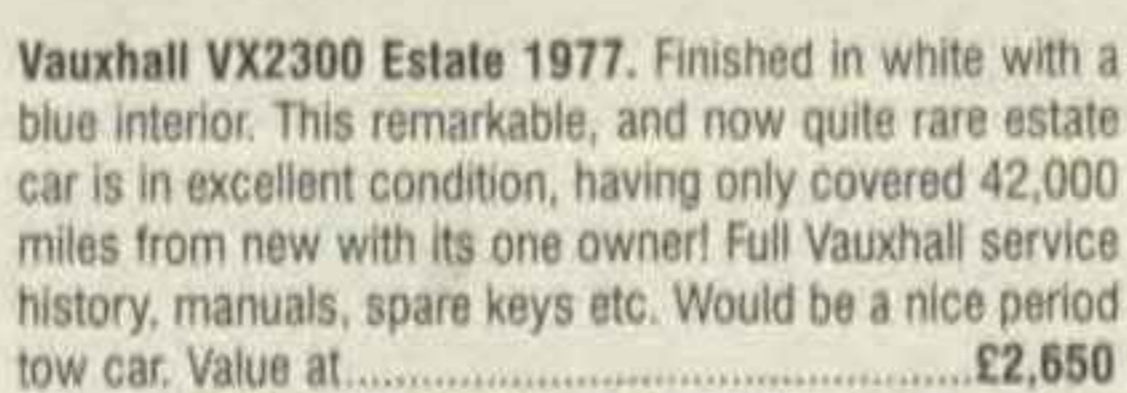 Vauxhall VX2300 Estate 1977. Finished in white with a
blue interior. This remarkable, and now quite rare estate
car is in excellent condition, having only covered 42,000
miles from new with its one owner! Full Vauxhall service
history, manuals, spare keys etc. Would be a nice period
tow car. Value at..........................................................£2,650